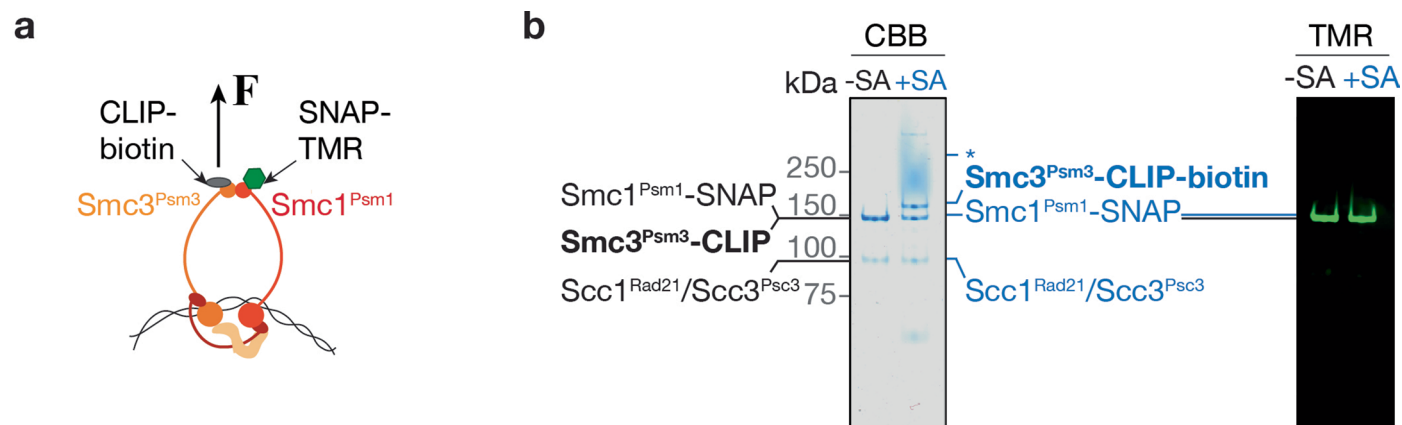 a
CLIP-
biotin
F
SNAP-
TMR
Smc3Psm3
Smc1Psm1
b
CBB
TMR
kDa -SA +SA
-SA +SA
250
*
Smc3Psm3-CLIP-biotin
Smc1Psm1-SNAP
150
Smc1Psm1-SNAP
Smc3Psm3-CLIP
100
Scc1Rad21/Scc3Psc3
75
Scc1Rad21/Scc3Psc3